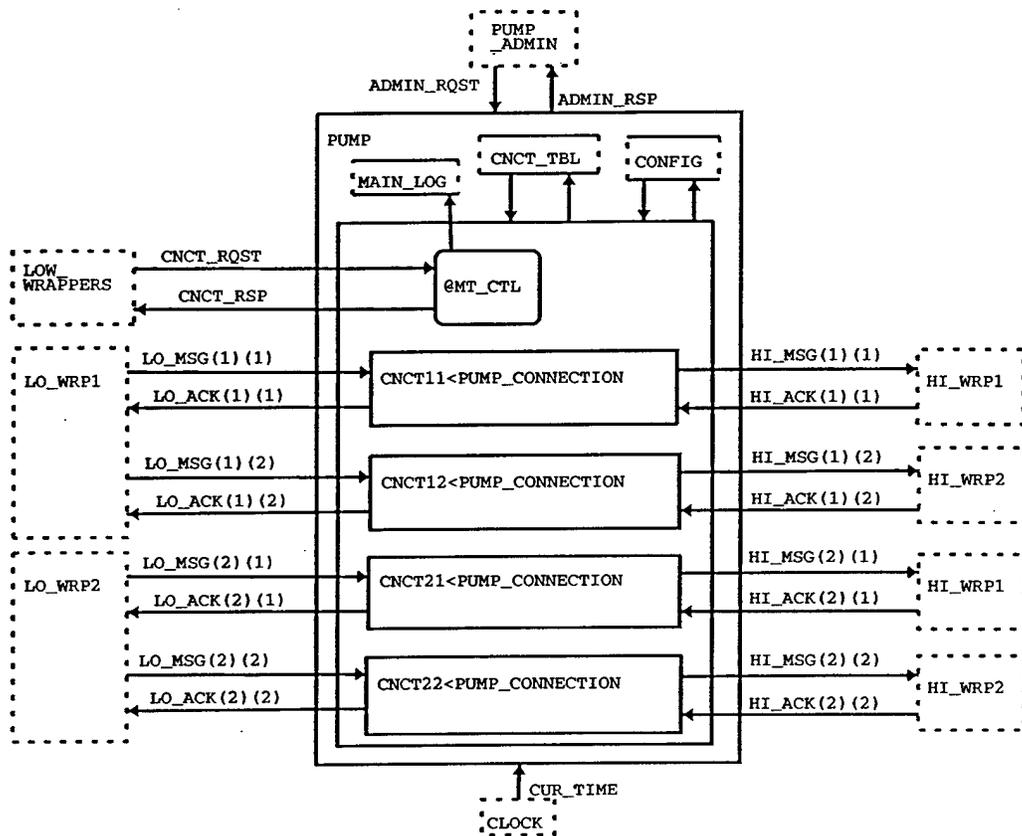 PUMP
_ADMIN
ADMIN_RQST
ADMIN_RSP
PUMP
CNCT_TBL
CONFIG
MAIN_LOG
LOW_
WRAPPERS
CNCT_RQST
CNCT_RSP
@MT_CTL
LO_WRP1
LO_MSG(1)(1)
LO_ACK(1)(1)
CNCT11<PUMP_CONNECTION
HI_MSG(1)(1)
HI_ACK(1)(1)
HI_WRP1
LO_MSG(1)(2)
LO_ACK(1)(2)
CNCT12<PUMP_CONNECTION
HI_MSG(1)(2)
HI_ACK(1)(2)
HI_WRP2
LO_WRP2
LO_MSG(2)(1)
LO_ACK(2)(1)
CNCT21<PUMP_CONNECTION
HI_MSG(2)(1)
HI_ACK(2)(1)
HI_WRP1
LO_MSG(2)(2)
LO_ACK(2)(2)
CNCT22<PUMP_CONNECTION
HI_MSG(2)(2)
HI_ACK(2)(2)
HI_WRP2
CUR_TIME
CLOCK